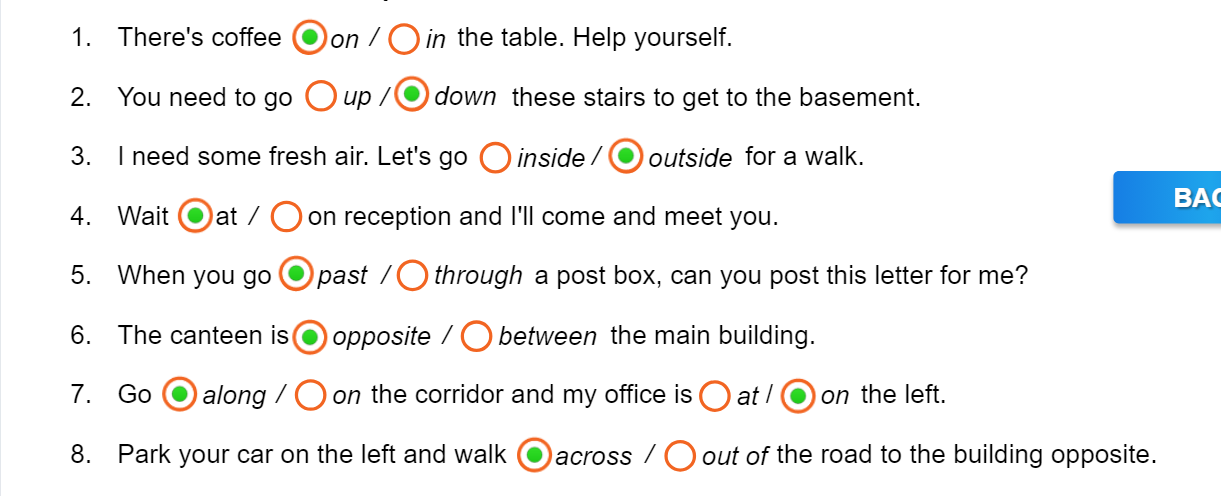 1. There's coffee on / in the table. Help yourself.
2. You need to go up / down these stairs to get to the basement.
3. I need some fresh air. Let's go inside / outside for a walk.
4. Wait at / on reception and I'll come and meet you.
5. When you go past / through a post box, can you post this letter for me?
6. The canteen is opposite / between the main building.
7. Go along / on the corridor and my office is at / on the left.
8. Park your car on the left and walk across / out of the road to the building opposite.